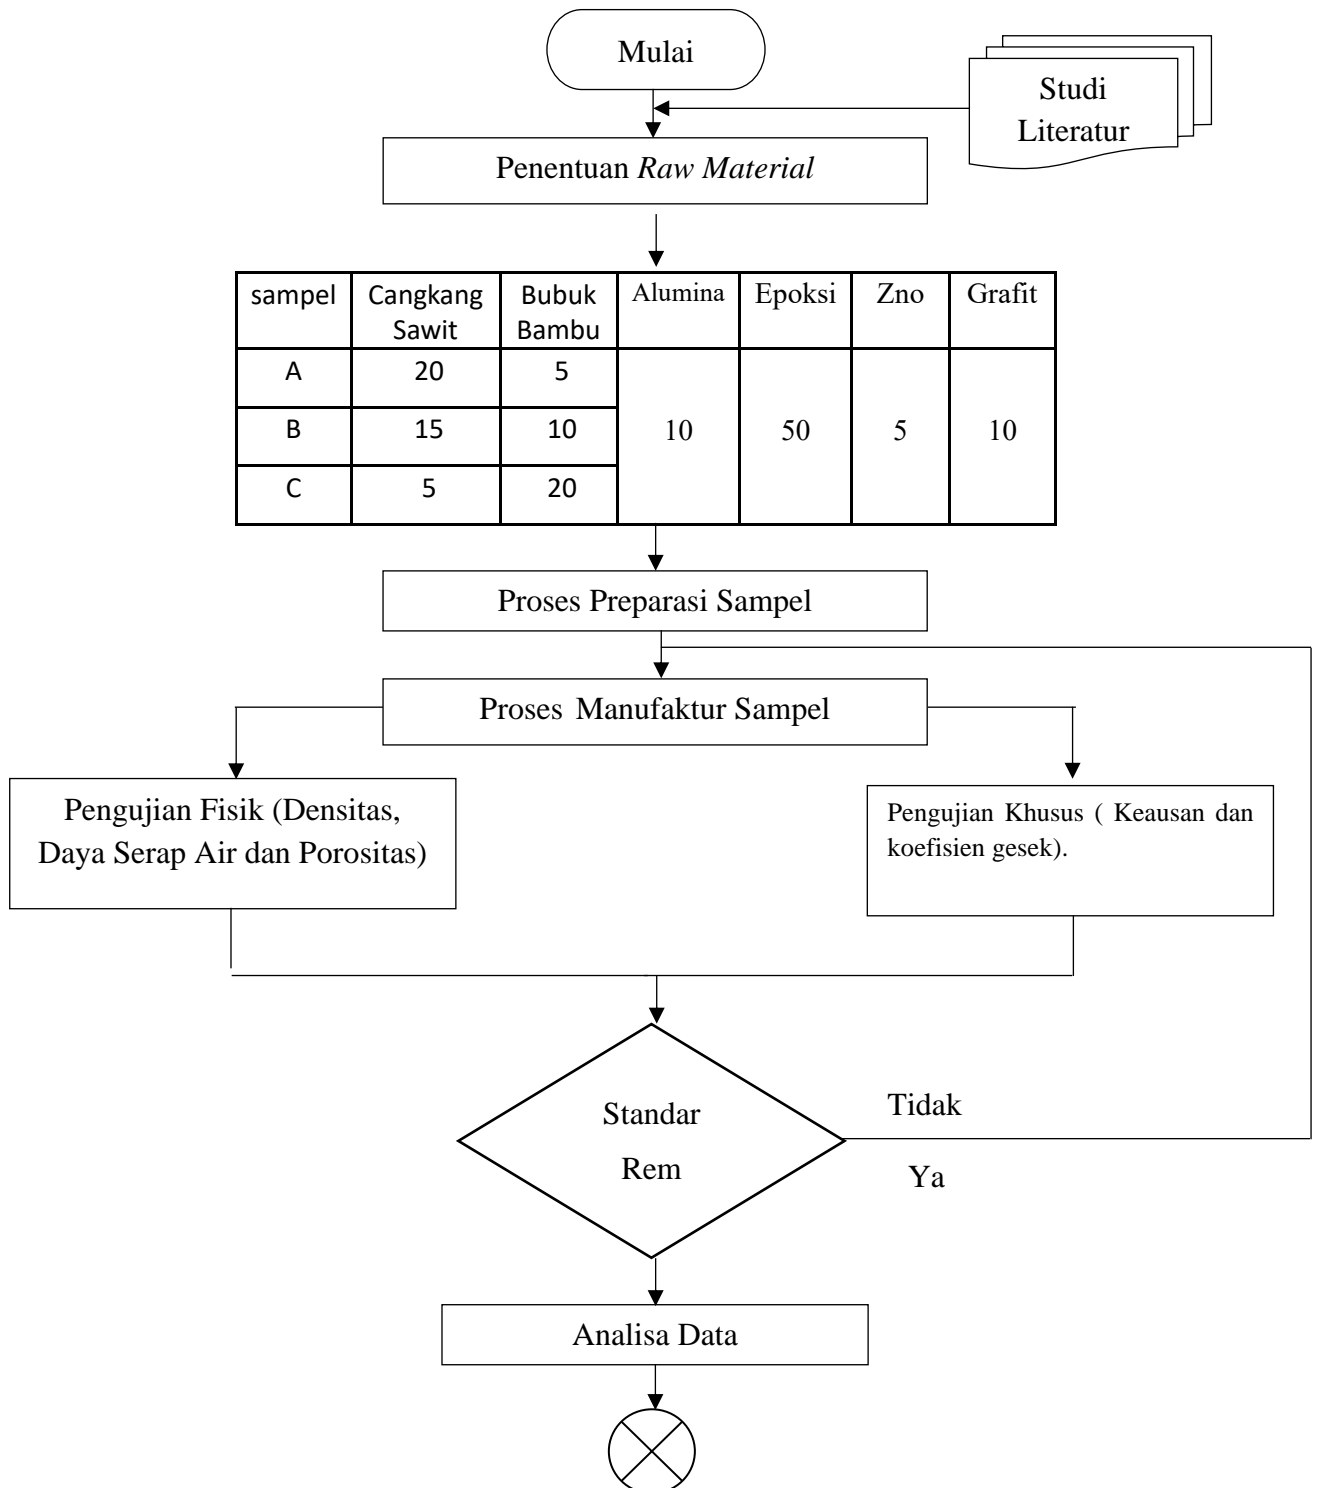 Mulai
Studi
Literatur
Penentuan Raw Material
sampel Cangkang Sawit Bubuk Bambu Alumina Epoksi Zno Grafit
A 20 5
B 15 10 10 50 5 10
C 5 20
Proses Preparasi Sampel
Proses Manufaktur Sampel
Pengujian Fisik (Densitas,
Daya Serap Air dan Porositas)
Pengujian Khusus ( Keausan dan
koefisien gesek).
Standar
Rem
Tidak
Ya
Analisa Data